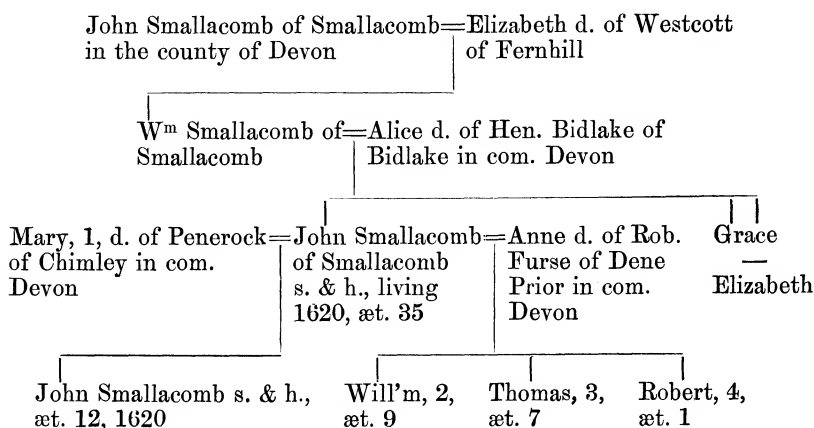 John Smallacomb of Smallacomb=Elizabeth d. of Westcott
in the county of Devon
of Fernhill
Wᵐ Smallacomb of=Alice d. of Hen. Bidlake of
Smallacomb
Bidlake in com. Devon
Mary, 1, d. of Penerock=John Smallacomb=Anne d. of Rob.
of Chimley in com.
Devon
of Smallacomb
s. & h., living
1620, æt. 35
Furse of Dene
Prior in com.
Devon
Grace
—
Elizabeth
John Smallacomb s. & h.,
æt. 12, 1620
Will'm, 2,
æt. 9
Thomas, 3,
æt. 7
Robert, 4,
æt. 1